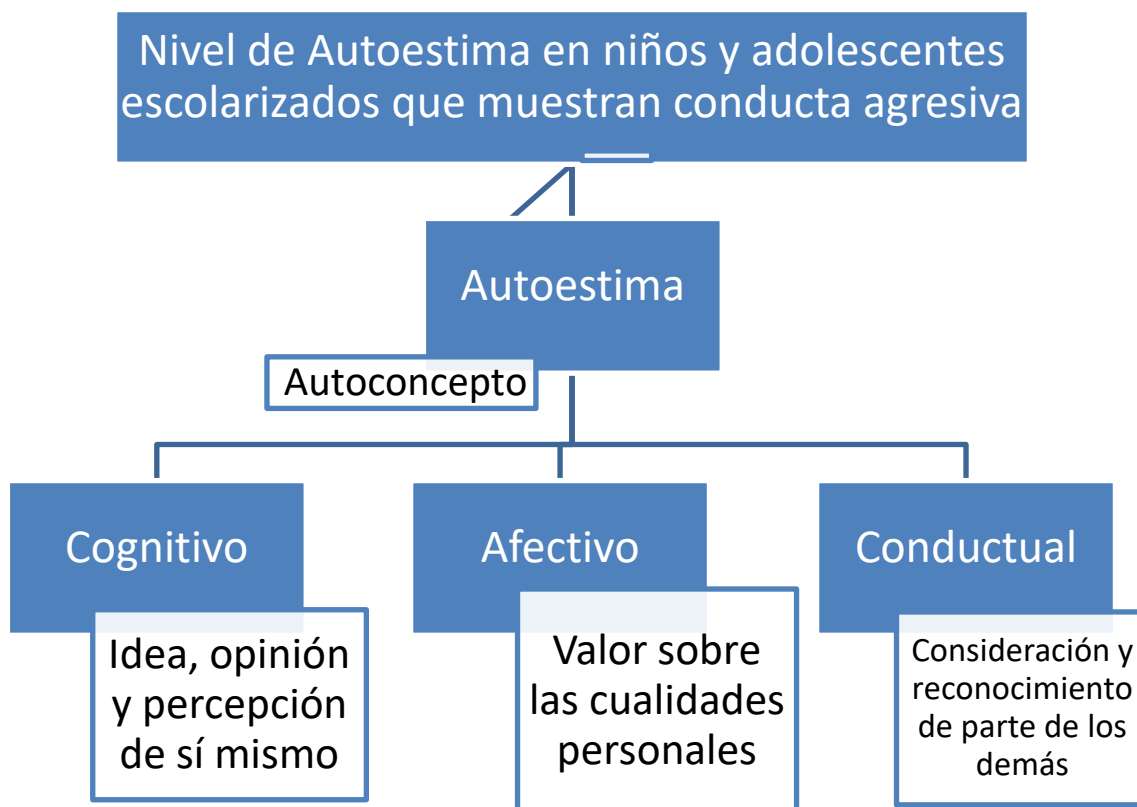 Nivel de Autoestima en niños y adolescentes
escolarizados que muestran conducta agresiva
Autoestima
Autoconcepto
Cognitivo
Idea, opinión
y percepción
de sí mismo
Afectivo
Valor sobre
las cualidades
personales
Conductual
Consideración y
reconocimiento
de parte de los
demás